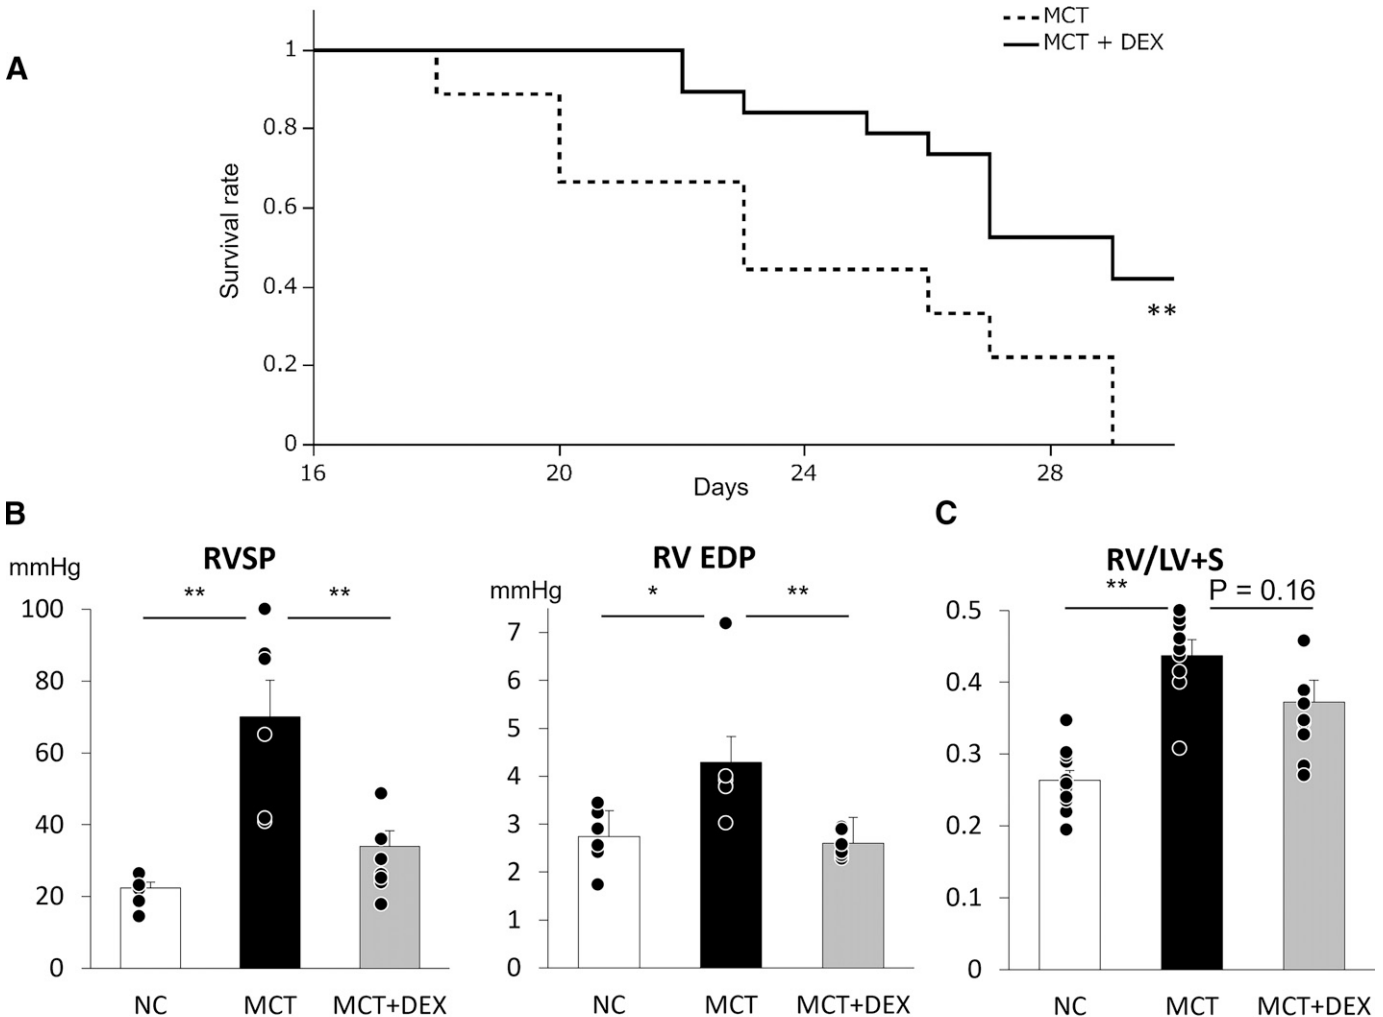 A
MCT
MCT + DEX
Survival rate
1
0.8
0.6
0.4
0.2
0
**
16 20 24 28
Days
B
C
RVSP
mmHg
** **
100
80
60
40
20
0
NC MCT MCT+DEX
RV EDP
mmHg
* **
7
6
5
4
3
2
1
0
NC MCT MCT+DEX
RV/LV+S
** P = 0.16
0.5
0.4
0.3
0.2
0.1
0
NC MCT MCT+DEX